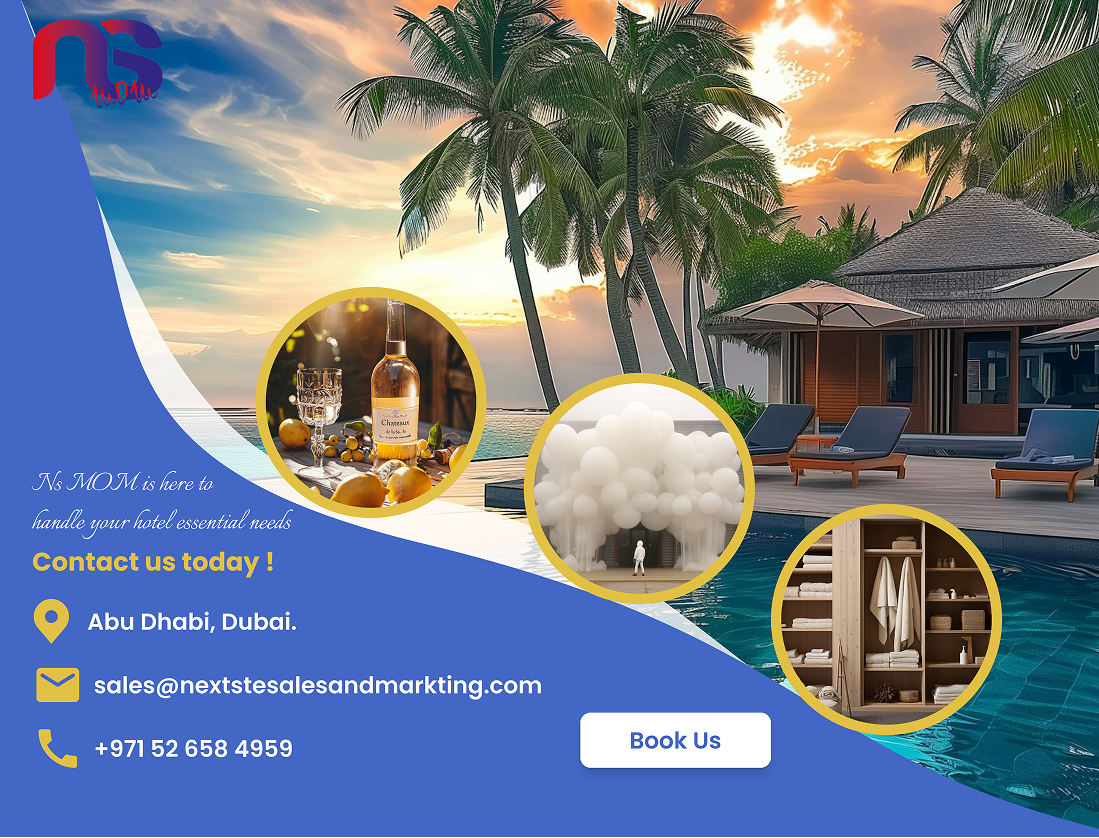 ns
mom
Chateaux
Ns MOM is here to
handle your hotel essential needs
Contact us today !
Abu Dhabi, Dubai.
sales@nextstesalesandmarkting.com
+971 52 658 4959
Book Us